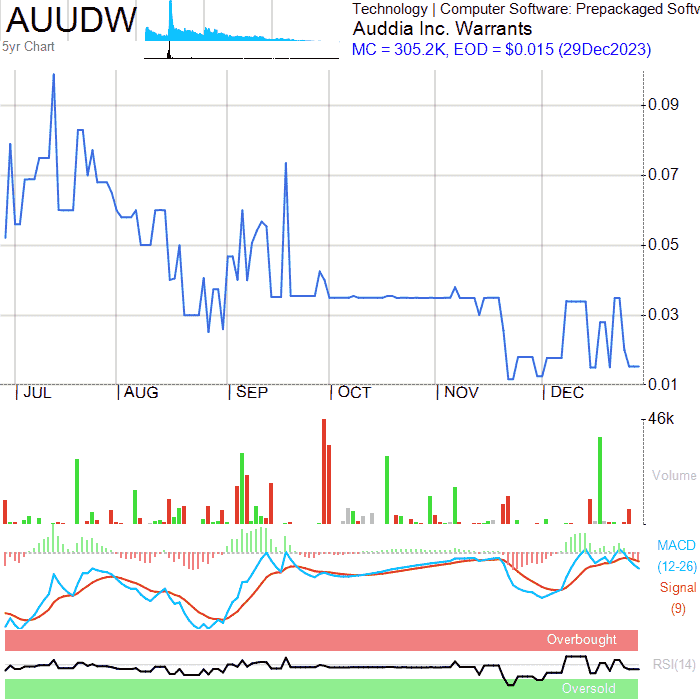 AUUDW
5yr Chart
Technology | Computer Software: Prepackaged Softw
Auddia Inc. Warrants
MC = 305.2K, EOD = $0.015 (29Dec2023)
0.09
0.07
0.05
0.03
0.01
JUL AUG SEP OCT NOV DEC
46k
Volume
MACD
(12-26)
Signal
(9)
Overbought
RSI(14)
Oversold